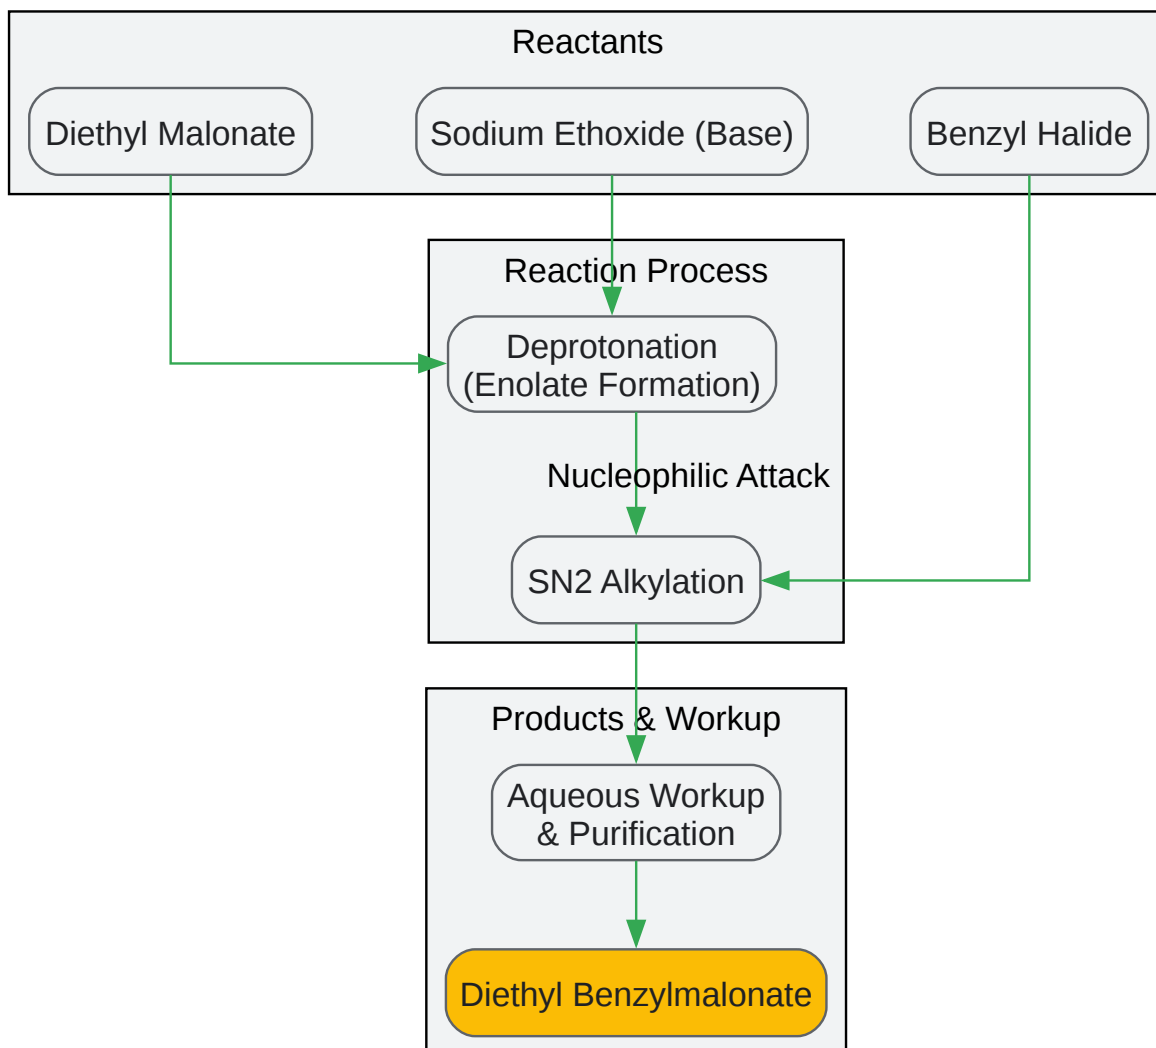 Reactants
Diethyl Malonate
Sodium Ethoxide (Base)
Benzyl Halide
Reaction Process
Deprotonation
(Enolate Formation)
Nucleophilic Attack
SN2 Alkylation
Products & Workup
Aqueous Workup
& Purification
Diethyl Benzylmalonate